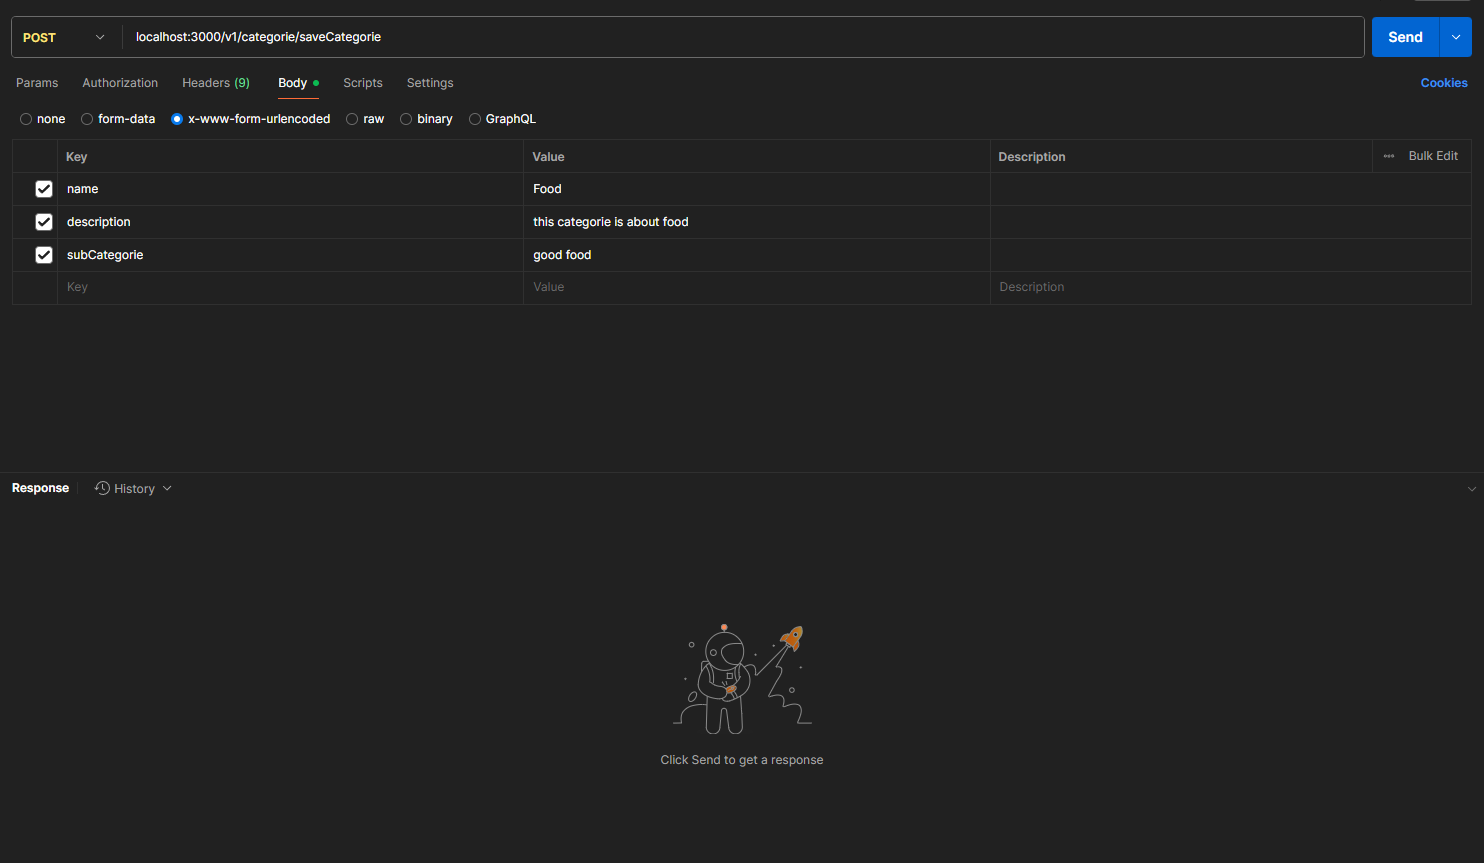 POST localhost:3000/v1/categorie/saveCategorie Send
Params Authorization Headers (9) Body Scripts Settings Cookies
none form-data x-www-form-urlencoded raw binary GraphQL
Key Value Description Bulk Edit
name Food
description this categorie is about food
subCategorie good food
Key Value Description
Response History
Click Send to get a response